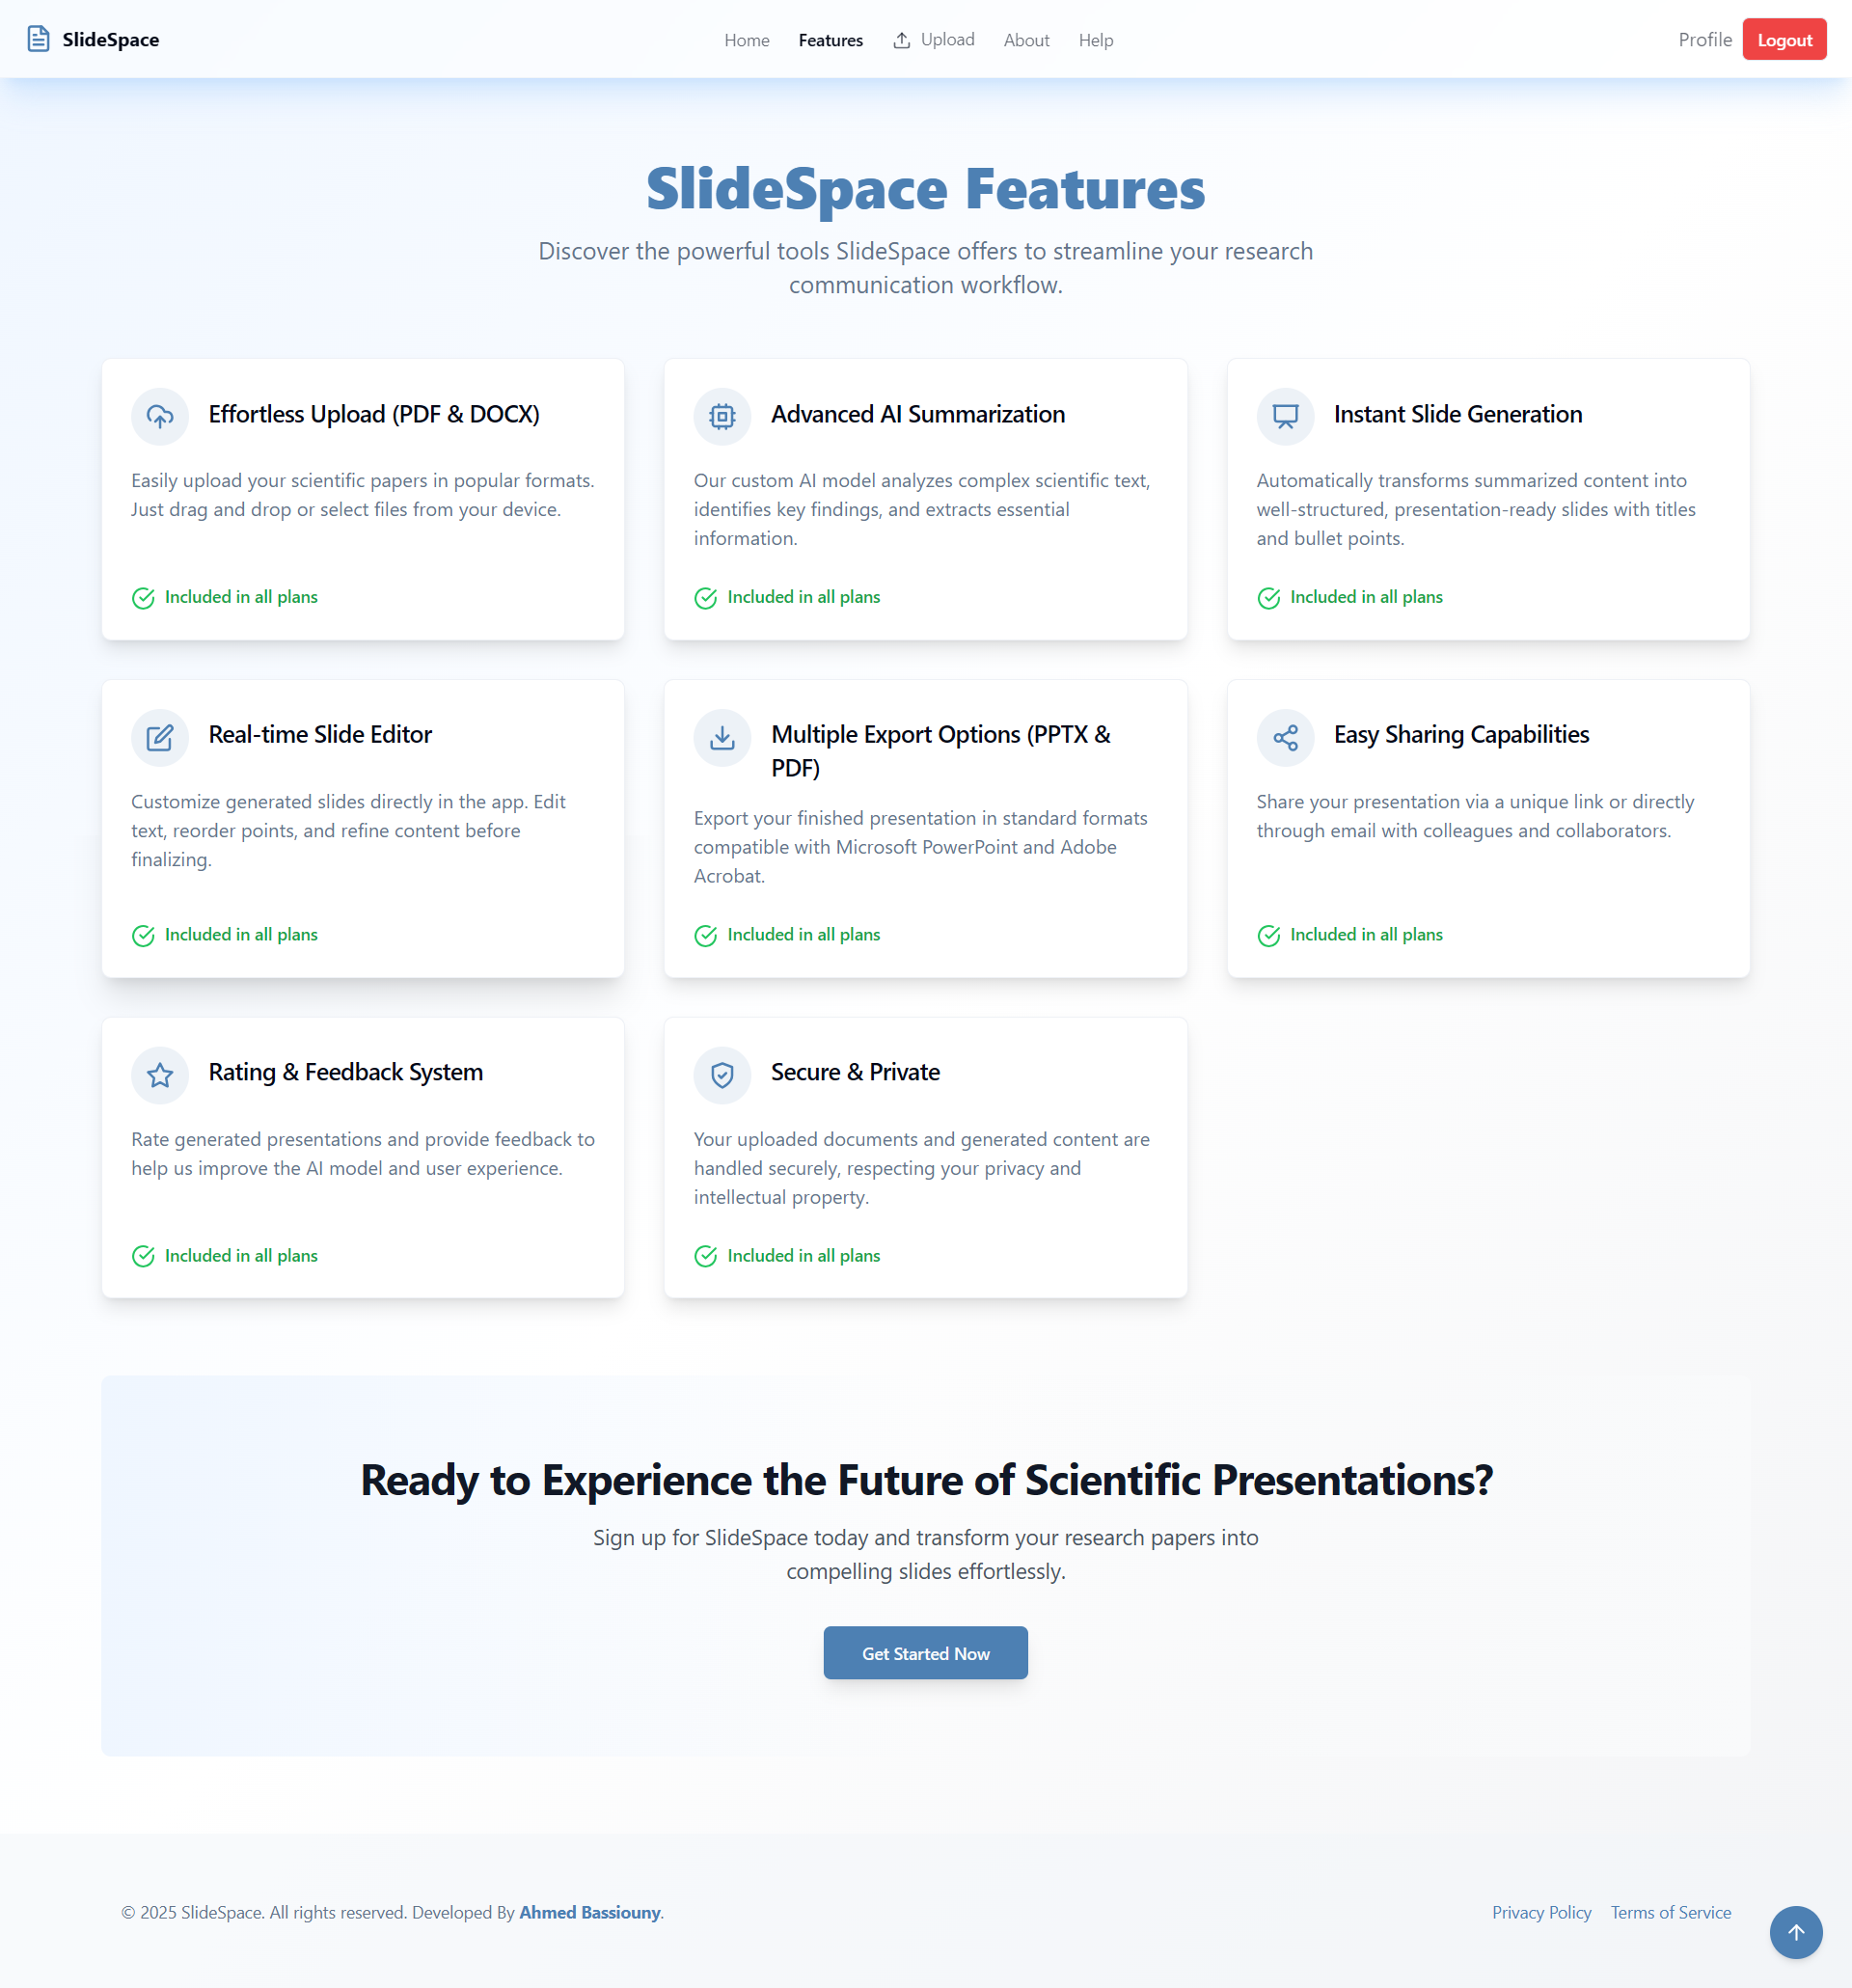 SlideSpace
Home
Features
Upload
About
Help
Profile
Logout
SlideSpace Features
Discover the powerful tools SlideSpace offers to streamline your research
communication workflow.
Effortless Upload (PDF & DOCX)
Easily upload your scientific papers in popular formats.
Just drag and drop or select files from your device.
Included in all plans
Advanced AI Summarization
Our custom AI model analyzes complex scientific text,
identifies key findings, and extracts essential
information.
Included in all plans
Instant Slide Generation
Automatically transforms summarized content into
well-structured, presentation-ready slides with titles
and bullet points.
Included in all plans
Real-time Slide Editor
Customize generated slides directly in the app. Edit
text, reorder points, and refine content before
finalizing.
Included in all plans
Multiple Export Options (PPTX &
PDF)
Export your finished presentation in standard formats
compatible with Microsoft PowerPoint and Adobe
Acrobat.
Included in all plans
Easy Sharing Capabilities
Share your presentation via a unique link or directly
through email with colleagues and collaborators.
Included in all plans
Rating & Feedback System
Rate generated presentations and provide feedback to
help us improve the AI model and user experience.
Included in all plans
Secure & Private
Your uploaded documents and generated content are
handled securely, respecting your privacy and
intellectual property.
Included in all plans
Ready to Experience the Future of Scientific Presentations?
Sign up for SlideSpace today and transform your research papers into
compelling slides effortlessly.
Get Started Now
© 2025 SlideSpace. All rights reserved. Developed By Ahmed Bassiouny.
Privacy Policy
Terms of Service